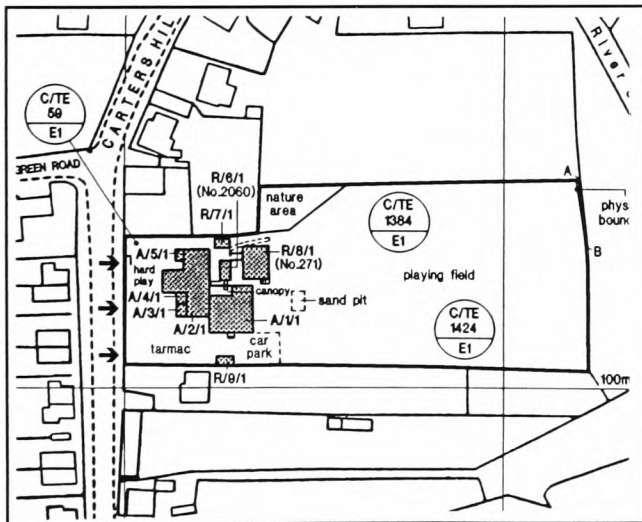 C/TE
59
E1
CARTERS HILL
GREEN ROAD
River
A
R/6/1
(No.2060)
R/7/1
nature
area
C/TE
1384
E1
phys
bound
B
A/5/1
hard
play
R/8/1
(No.271)
playing field
A/4/1
A/3/1
canopy
sand pit
A/2/1
A/1/1
C/TE
1424
E1
tarmac
car
park
R/9/1
100m